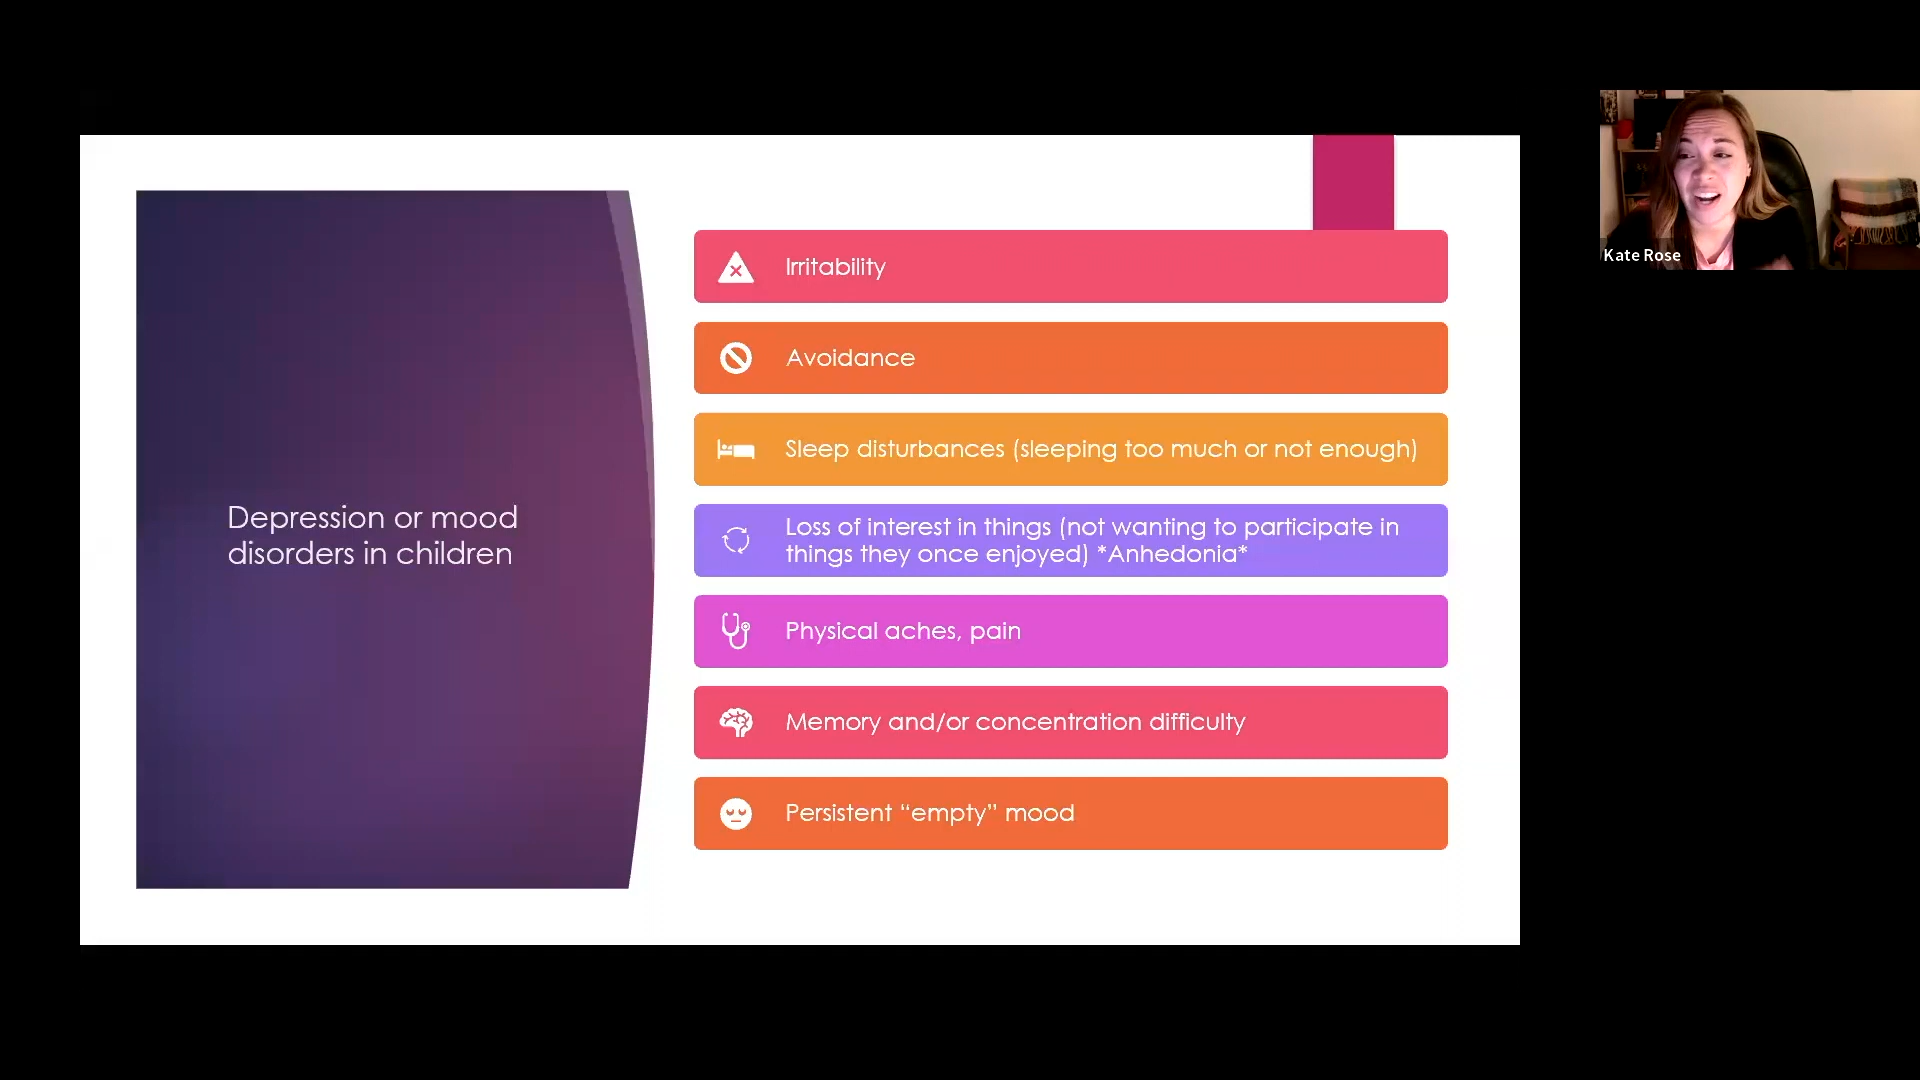 Depression or mood
disorders in children
Irritability
Avoidance
Sleep disturbances (sleeping too much or not enough)
Loss of interest in things (not wanting to participate in
things they once enjoyed) *Anhedonia*
Physical aches, pain
Memory and/or concentration difficulty
Persistent “empty” mood
Kate Rose